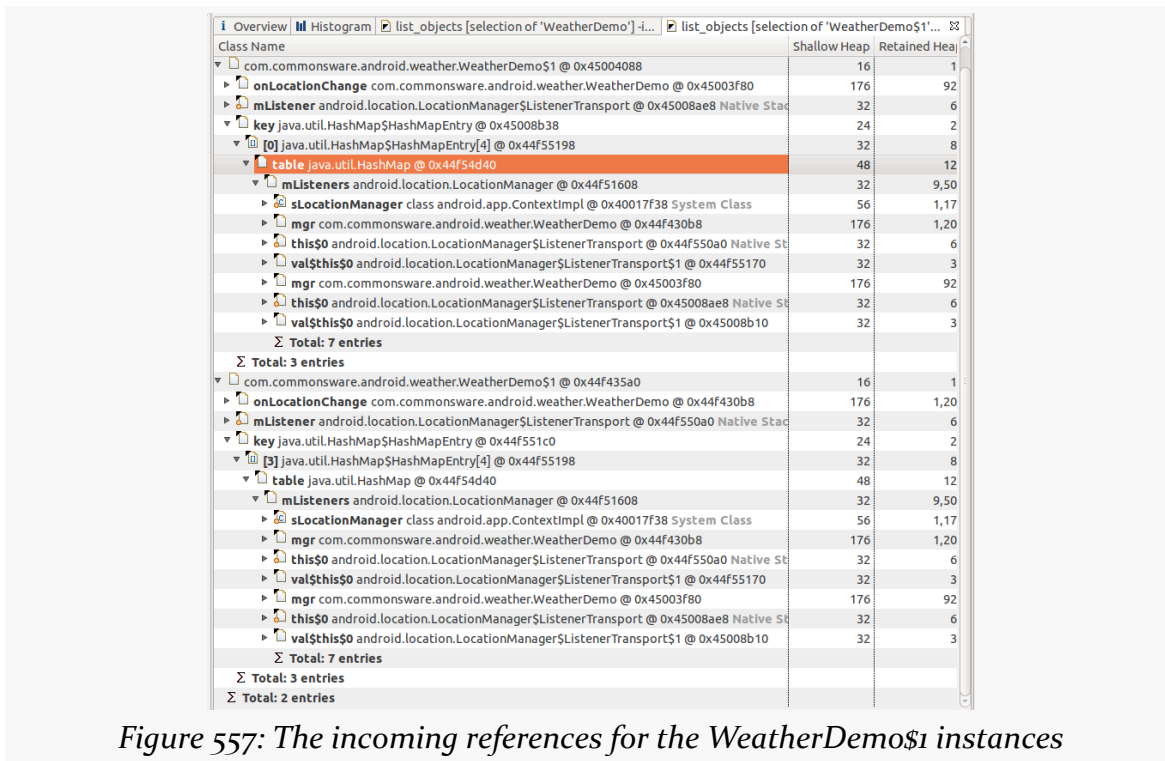 i Overview Histogram list_objects [selection of 'WeatherDemo'] -i... list_objects [selection of 'WeatherDemo$1'...
Class Name Shallow Heap Retained Heap
com.commonsware.android.weather.WeatherDemo$1 @ 0x45004088 16 1
onLocationChange com.commonsware.android.weather.WeatherDemo @ 0x45003f80 176 92
mListener android.location.LocationManager$ListenerTransport @ 0x45008ae8 Native Stac 32 6
key java.util.HashMap$HashMapEntry @ 0x45008b38 24 2
[0] java.util.HashMap$HashMapEntry[4] @ 0x44f55198 32 8
table java.util.HashMap @ 0x44f54d40 48 12
mListeners android.location.LocationManager @ 0x44f51608 32 9,50
sLocationManager class android.app.ContextImpl @ 0x40017f38 System Class 56 1,17
mgr com.commonsware.android.weather.WeatherDemo @ 0x44f430b8 176 1,20
this$0 android.location.LocationManager$ListenerTransport @ 0x44f550a0 Native St 32 6
val$this$0 android.location.LocationManager$ListenerTransport$1 @ 0x44f55170 32 3
mgr com.commonsware.android.weather.WeatherDemo @ 0x45003f80 176 92
this$0 android.location.LocationManager$ListenerTransport @ 0x45008ae8 Native St 32 6
val$this$0 android.location.LocationManager$ListenerTransport$1 @ 0x45008b10 32 3
Σ Total: 7 entries
Σ Total: 3 entries
com.commonsware.android.weather.WeatherDemo$1 @ 0x44f435a0 16 1
onLocationChange com.commonsware.android.weather.WeatherDemo @ 0x44f430b8 176 1,20
mListener android.location.LocationManager$ListenerTransport @ 0x44f550a0 Native Stac 32 6
key java.util.HashMap$HashMapEntry @ 0x44f551c0 24 2
[3] java.util.HashMap$HashMapEntry[4] @ 0x44f55198 32 8
table java.util.HashMap @ 0x44f54d40 48 12
mListeners android.location.LocationManager @ 0x44f51608 32 9,50
sLocationManager class android.app.ContextImpl @ 0x40017f38 System Class 56 1,17
mgr com.commonsware.android.weather.WeatherDemo @ 0x44f430b8 176 1,20
this$0 android.location.LocationManager$ListenerTransport @ 0x44f550a0 Native St 32 6
val$this$0 android.location.LocationManager$ListenerTransport$1 @ 0x44f55170 32 3
mgr com.commonsware.android.weather.WeatherDemo @ 0x45003f80 176 92
this$0 android.location.LocationManager$ListenerTransport @ 0x45008ae8 Native St 32 6
val$this$0 android.location.LocationManager$ListenerTransport$1 @ 0x45008b10 32 3
Σ Total: 7 entries
Σ Total: 3 entries
Σ Total: 2 entries
Figure 557: The incoming references for the WeatherDemo$1 instances